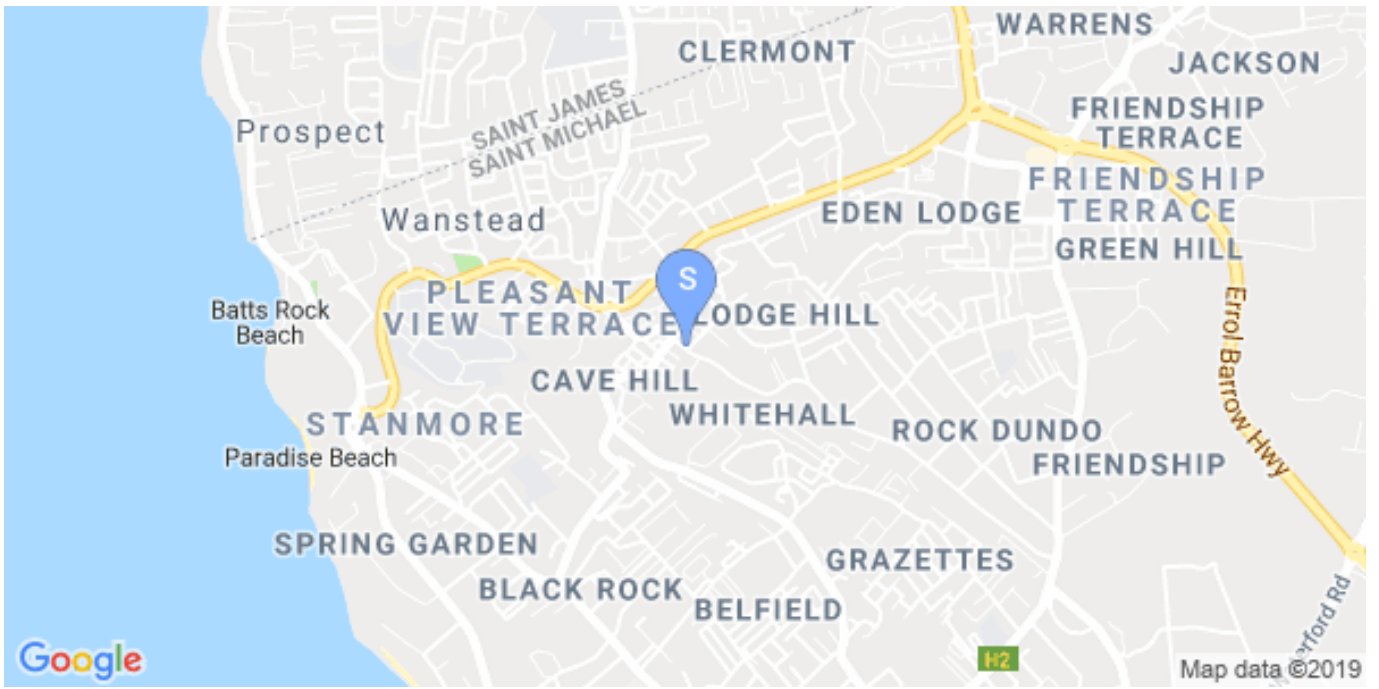 WARRENS
CLERMONT
JACKSON
FRIENDSHIP
TERRACE
SAINT JAMES
SAINT MICHAEL
Prospect
FRIENDSHIP
TERRACE
Wanstead
EDEN LODGE
GREEN HILL
S
PLEASANT
VIEW TERRACE
LODGE HILL
Batts Rock
Beach
Errol Barrow Hwy
CAVE HILL
STANMORE
WHITEHALL
ROCK DUNDO
Paradise Beach
FRIENDSHIP
SPRING GARDEN
GRAZETTES
BLACK ROCK
BELFIELD
erford Rd
H2
Google
Map data ©2019